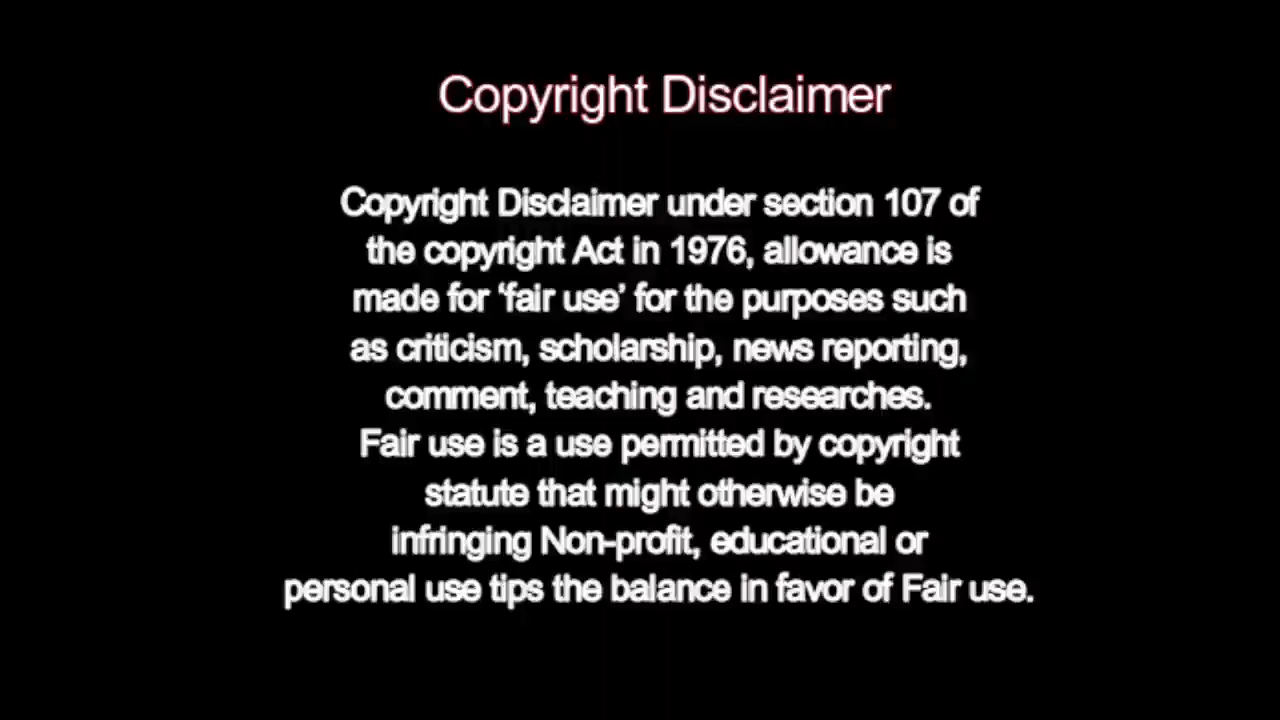 Copyright Disclaimer
Copyright Disclaimer under section 107 of
the copyright Act in 1976, allowance is
made for ‘fair use’ for the purposes such
as criticism, scholarship, news reporting,
comment, teaching and researches.
Fair use is a use permitted by copyright
statute that might otherwise be
infringing Non-profit, educational or
personal use tips the balance in favor of Fair use.